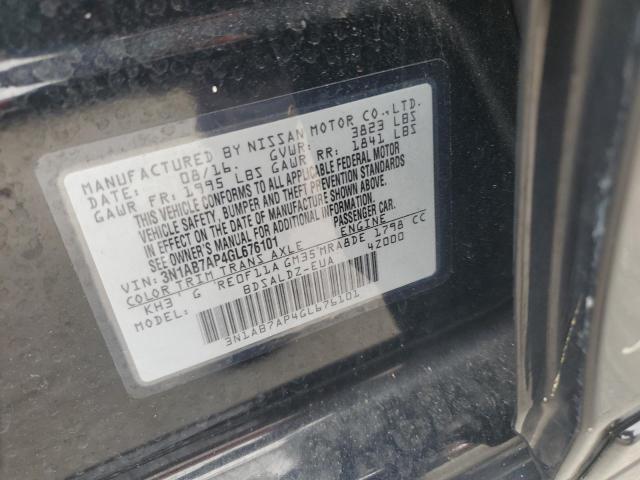 MANUFACTURED BY NISSAN MOTOR CO.,LTD.
DATE: 08/16 GVWR: 3823 LBS
GAWR FR: 1995 LBS GAWR RR: 1841 LBS
THIS VEHICLE CONFORMS TO ALL APPLICABLE FEDERAL MOTOR
VEHICLE SAFETY, BUMPER AND THEFT PREVENTION STANDARDS
IN EFFECT ON THE DATE OF MANUFACTURE SHOWN ABOVE.
SEE OWNER'S MANUAL. PASSENGER CAR.
VIN: 3N1AB7AP4GL676101
COLOR TRIM TRANS AXLE ENGINE
KH3 G RE0F11A GM35 MRA8DE 1798 CC
MODEL: BDSALDZ-EUA 42000
3N1AB7AP4GL676101